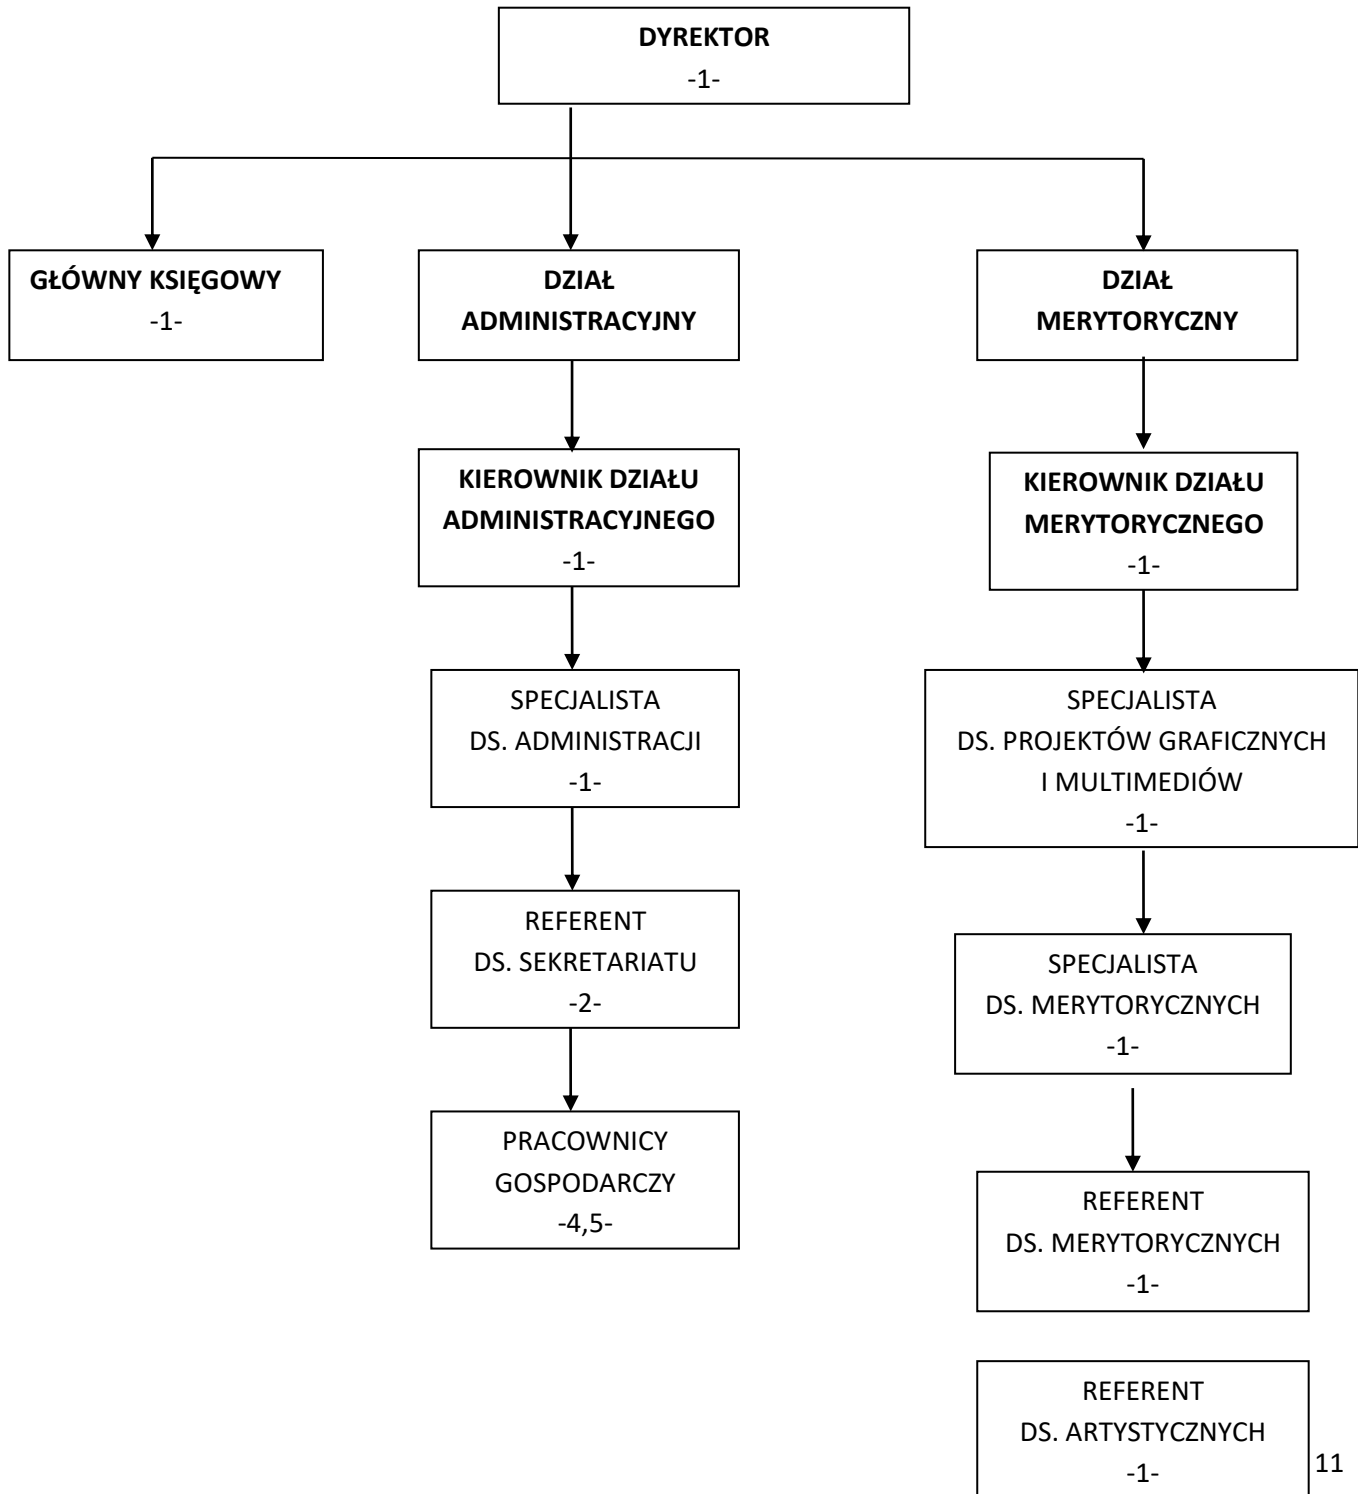 DYREKTOR
-1-
GŁÓWNY KSIĘGOWY
-1-
DZIAŁ
ADMINISTRACYJNY
DZIAŁ
MERYTORYCZNY
KIEROWNIK DZIAŁU
ADMINISTRACYJNEGO
-1-
KIEROWNIK DZIAŁU
MERYTORYCZNEGO
-1-
SPECJALISTA
DS. ADMINISTRACJI
-1-
SPECJALISTA
DS. PROJEKTÓW GRAFICZNYCH
I MULTIMEDIÓW
-1-
REFERENT
DS. SEKRETARIATU
-2-
SPECJALISTA
DS. MERYTORYCZNYCH
-1-
PRACOWNICY
GOSPODARCZY
-4,5-
REFERENT
DS. MERYTORYCZNYCH
-1-
REFERENT
DS. ARTYSTYCZNYCH
-1-
11